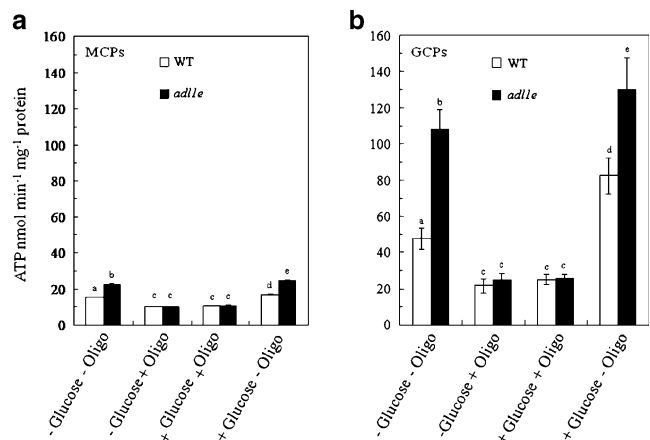 a
MCPs
WT
adlle
ATP nmol min-1 mg-1 protein
160
140
120
100
80
60
40
20
0
a
b
c
c
c
c
d
e
- Glucose - Oligo
- Glucose + Oligo
+ Glucose + Oligo
+ Glucose - Oligo
b
GCPs
WT
adlle
160
140
120
100
80
60
40
20
0
a
b
c
c
c
c
d
e
- Glucose - Oligo
-Glucose + Oligo
+ Glucose + Oligo
+ Glucose - Oligo